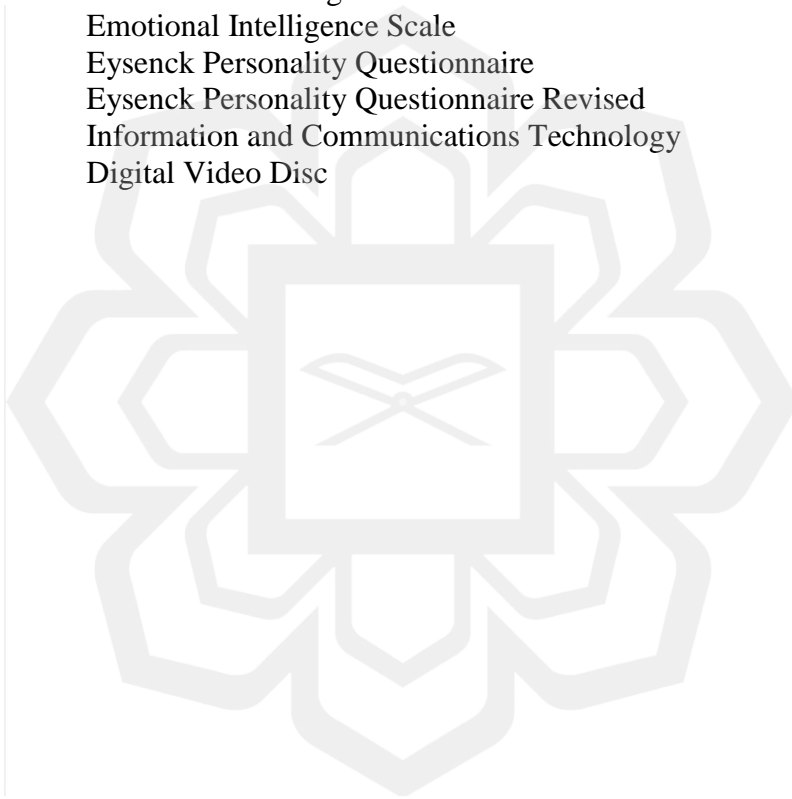 Emotional Intelligence Scale
Eysenck Personality Questionnaire
Eysenck Personality Questionnaire Revised
Information and Communications Technology
Digital Video Disc